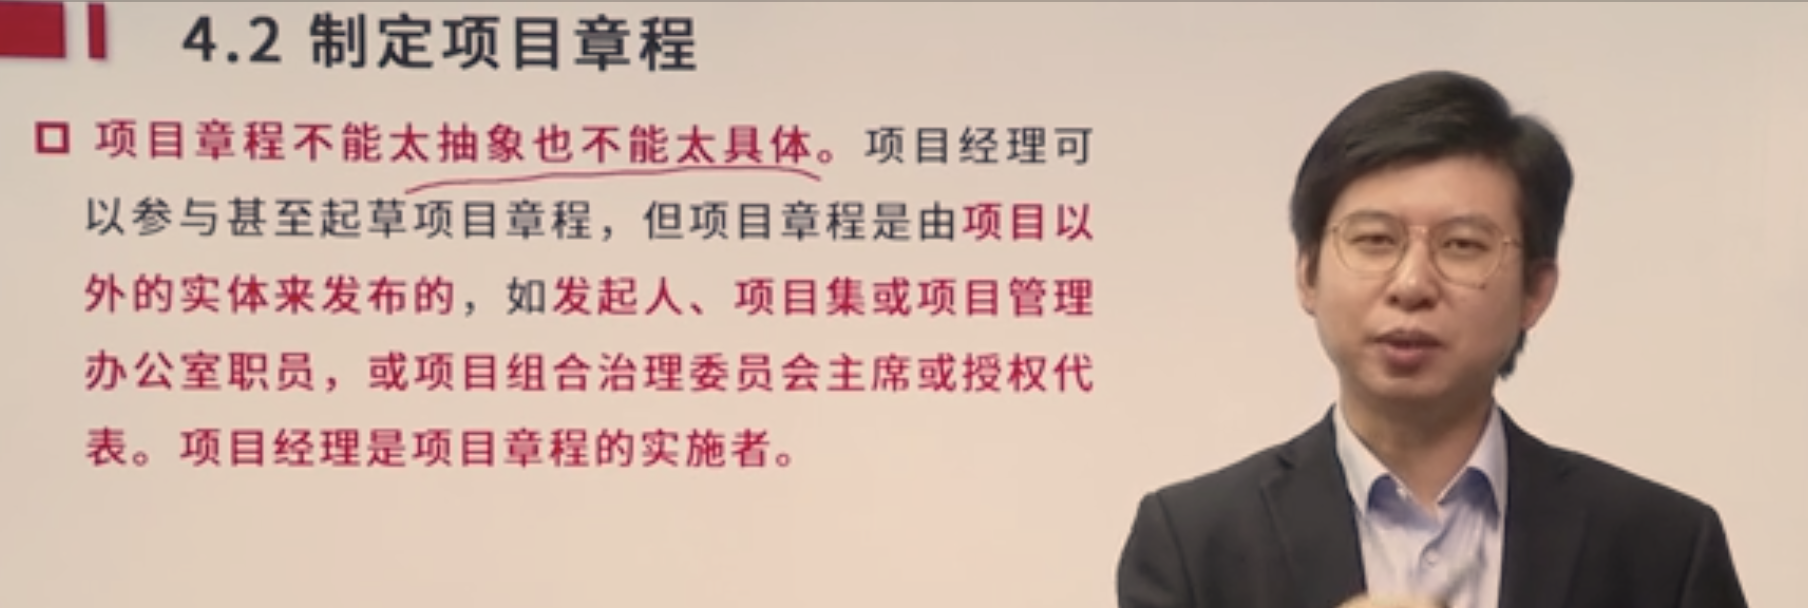 4.2 制定项目章程
项目章程不能太抽象也不能太具体。项目经理可
以参与甚至起草项目章程，但项目章程是由项目以
外的实体来发布的，如发起人、项目集或项目管理
办公室职员，或项目组合治理委员会主席或授权代
表。项目经理是项目章程的实施者。